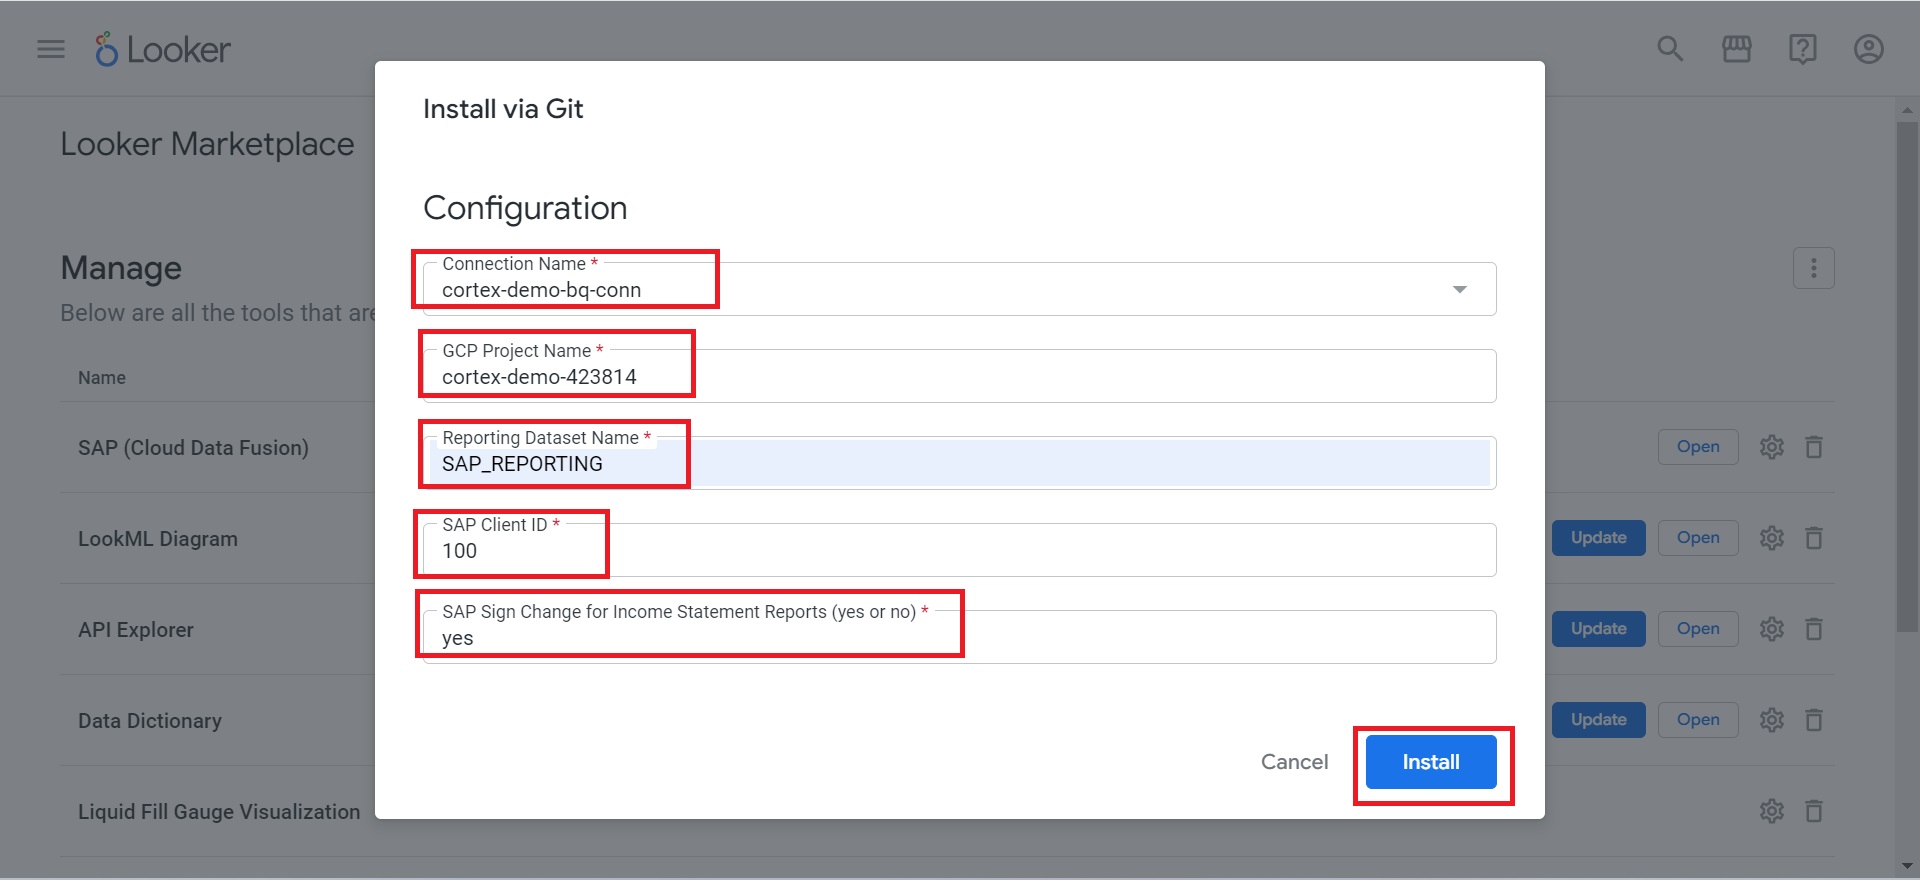 Looker
Looker Marketplace
Manage
Below are all the tools that are
Name
SAP (Cloud Data Fusion)
Open
LookML Diagram
Update
Open
API Explorer
Update
Open
Data Dictionary
Update
Open
Liquid Fill Gauge Visualization
Install via Git
Configuration
Connection Name *
cortex-demo-bq-conn
GCP Project Name *
cortex-demo-423814
Reporting Dataset Name *
SAP_REPORTING
SAP Client ID *
100
SAP Sign Change for Income Statement Reports (yes or no) *
yes
Cancel
Install